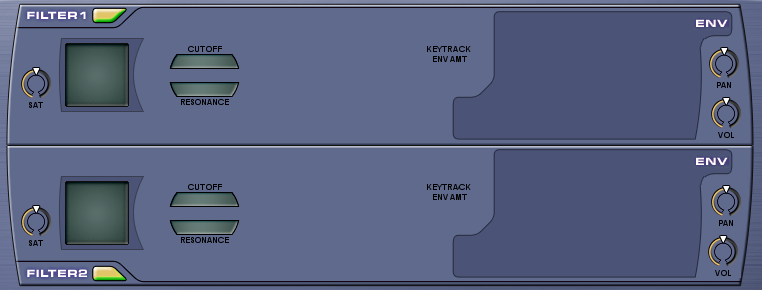 FILTER1
ENV
CUTOFF
KEYTRACK
ENV AMT
SAT
RESONANCE
PAN
VOL
ENV
CUTOFF
KEYTRACK
ENV AMT
SAT
RESONANCE
PAN
VOL
FILTER2